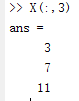 >> X(:,3)
ans =
3
7
11